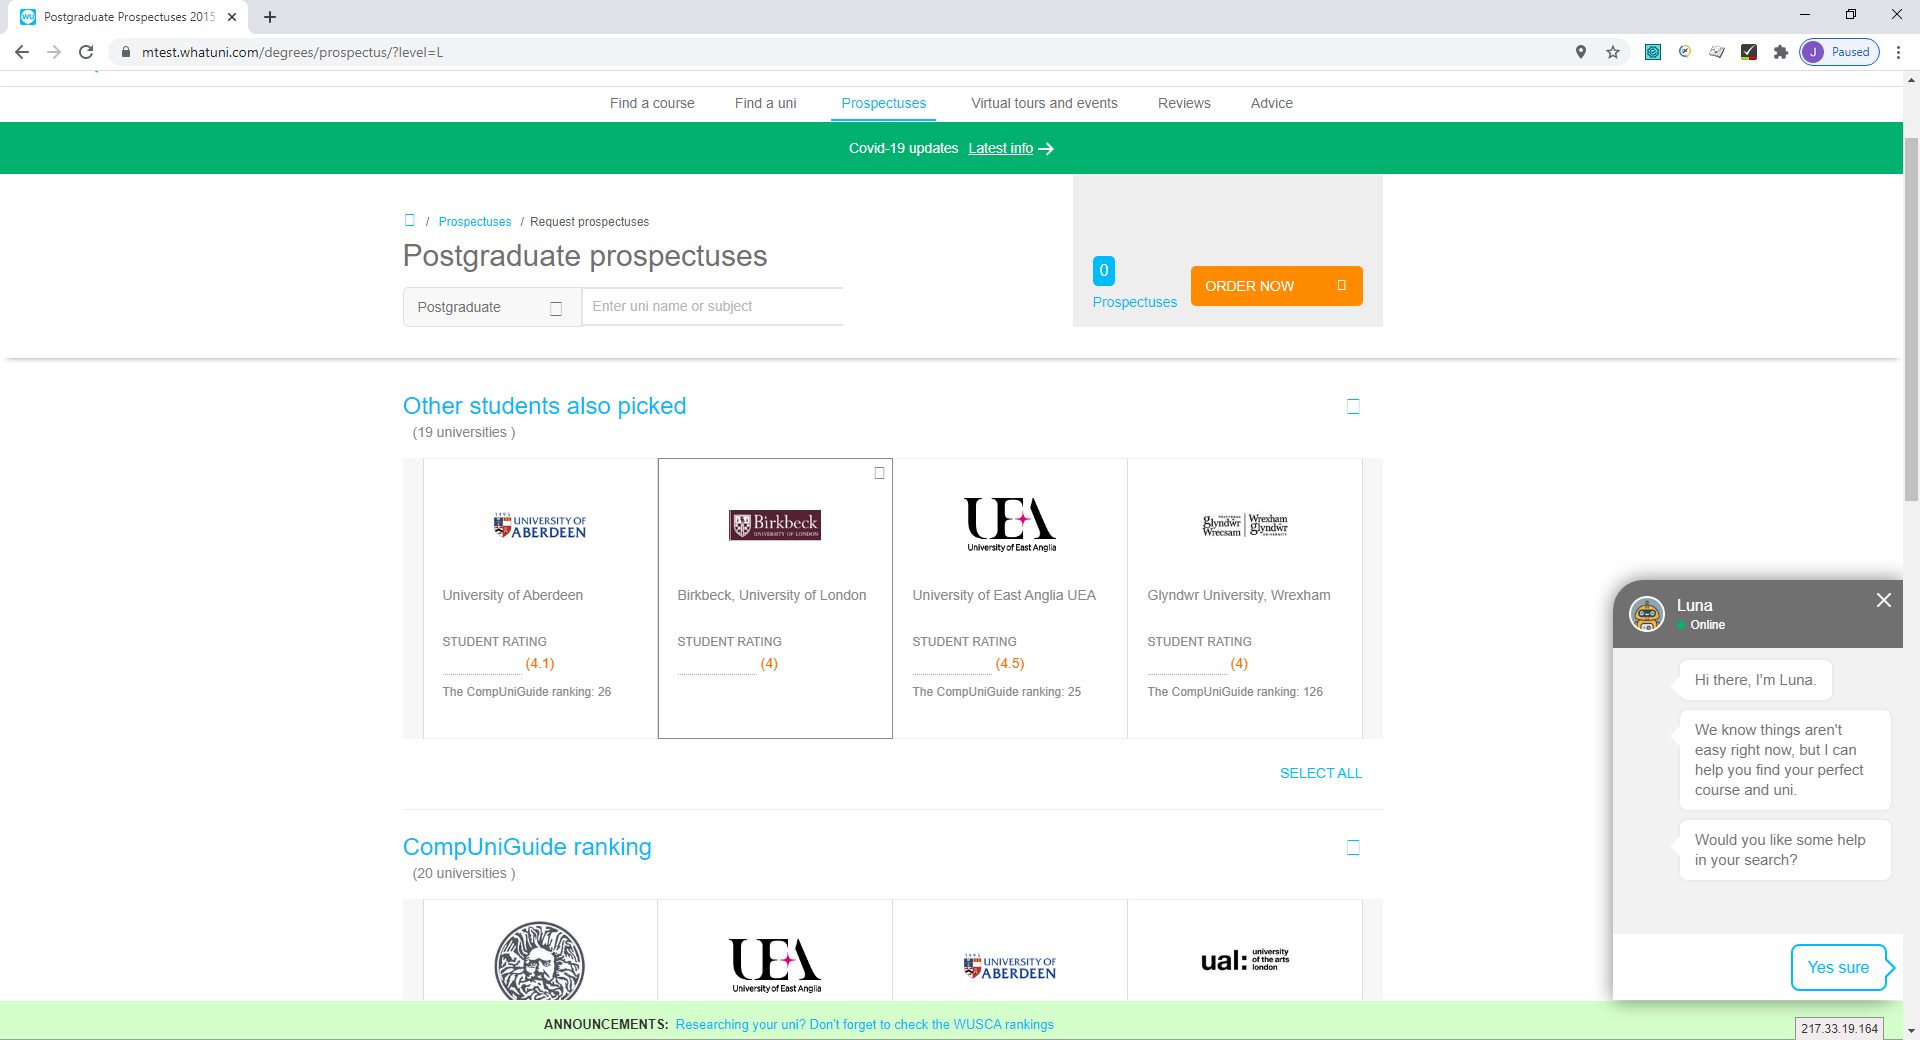 Postgraduate Prospectuses 2015
mtest.whatuni.com/degrees/prospectus/?level=L
J
Paused
Find a course
Find a uni
Prospectuses
Virtual tours and events
Reviews
Advice
Covid-19 updates Latest info
/ Prospectuses / Request prospectuses
Postgraduate prospectuses
Postgraduate
Enter uni name or subject
0
Prospectuses
ORDER NOW
Other students also picked
(19 universities )
1495
UNIVERSITY OF
ABERDEEN
University of Aberdeen
STUDENT RATING
(4.1)
The CompUniGuide ranking: 26
Birkbeck
UNIVERSITY OF LONDON
Birkbeck, University of London
STUDENT RATING
(4)
UEA
University of East Anglia
University of East Anglia UEA
STUDENT RATING
(4.5)
The CompUniGuide ranking: 25
PRIFYSGOL
glyndŵr
Wrecsam
Wrexham
glyndŵr
UNIVERSITY
Glyndwr University, Wrexham
STUDENT RATING
(4)
The CompUniGuide ranking: 126
SELECT ALL
CompUniGuide ranking
(20 universities )
UEA
University of East Anglia
1495
UNIVERSITY OF
ABERDEEN
ual:
university
of the arts
london
Luna
Online
Hi there, I'm Luna.
We know things aren't
easy right now, but I can
help you find your perfect
course and uni.
Would you like some help
in your search?
Yes sure
ANNOUNCEMENTS: Researching your uni? Don't forget to check the WUSCA rankings
217.33.19.164